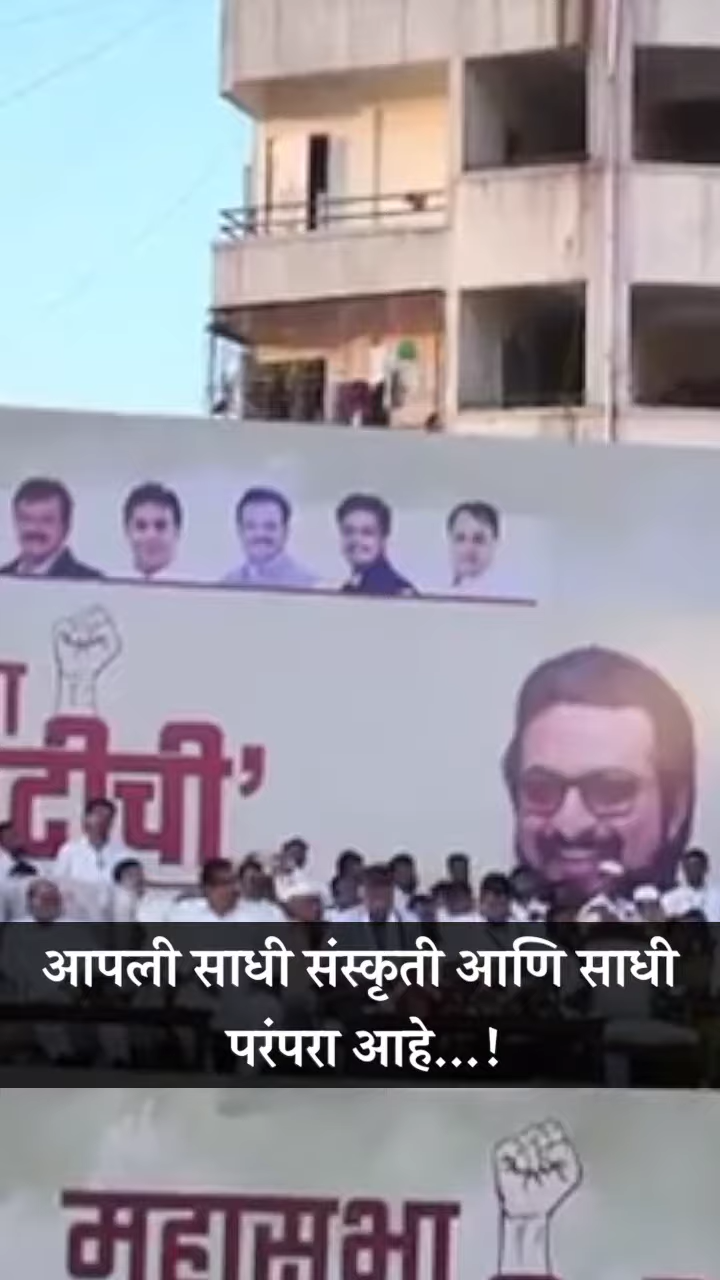 आपली साधी संस्कृती आणि साधी
परंपरा आहे...!
महासभा